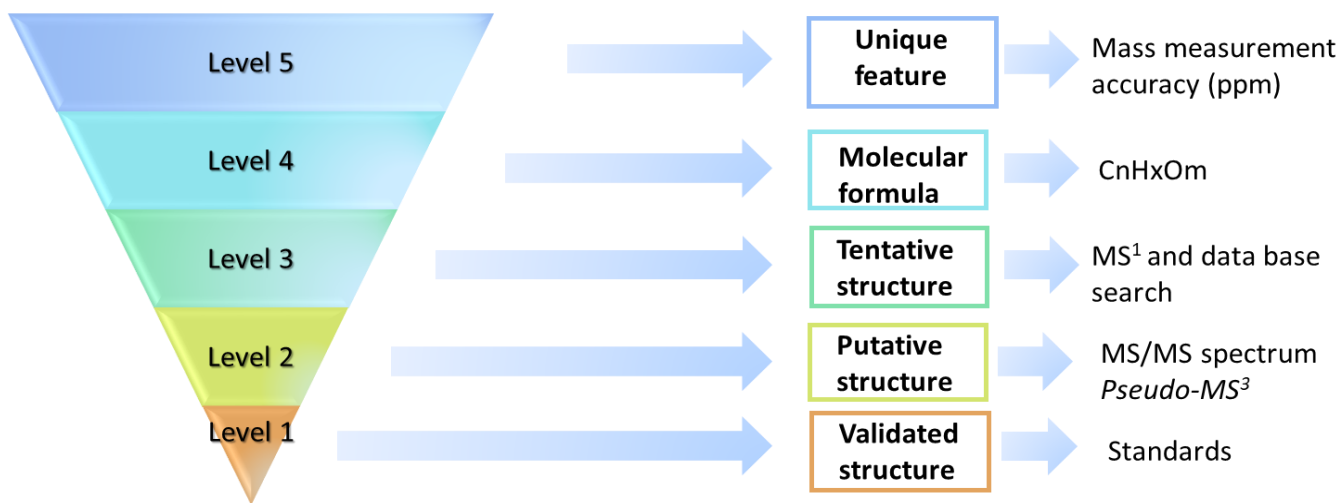 Level 5
Unique
feature
Mass measurement
accuracy (ppm)
Level 4
Molecular
formula
CnHxOm
Level 3
Tentative
structure
MS¹ and data base
search
Level 2
Putative
structure
MS/MS spectrum
Pseudo-MS³
Level 1
Validated
structure
Standards